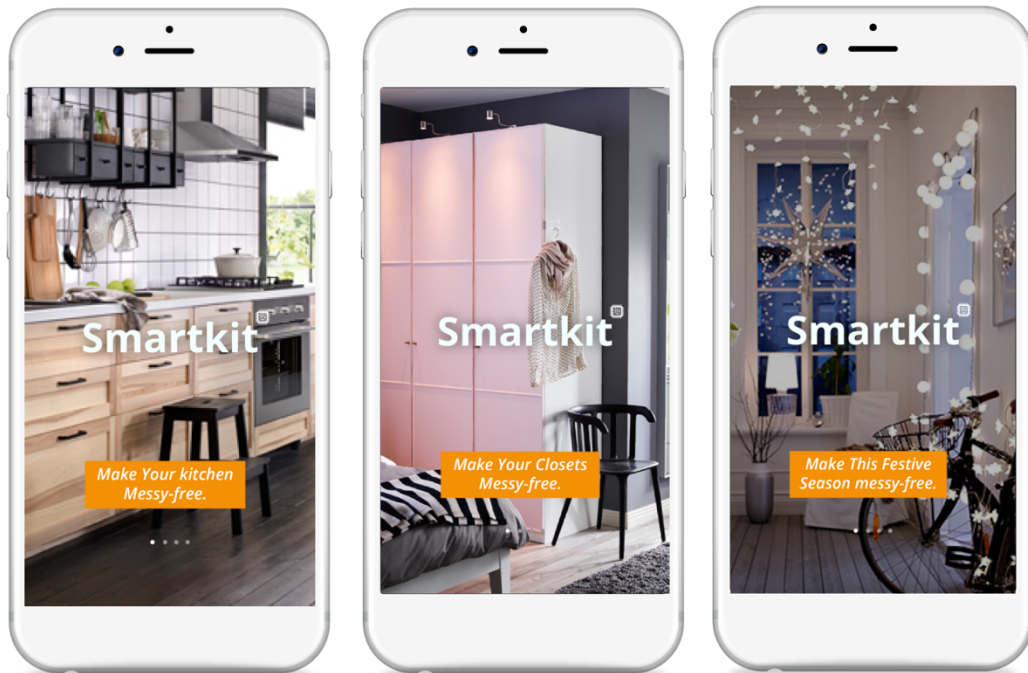 Smartkit
Make Your kitchen
Messy-free.
Smartkit
Make Your Closets
Messy-free.
Smartkit
Make This Festive
Season messy-free.